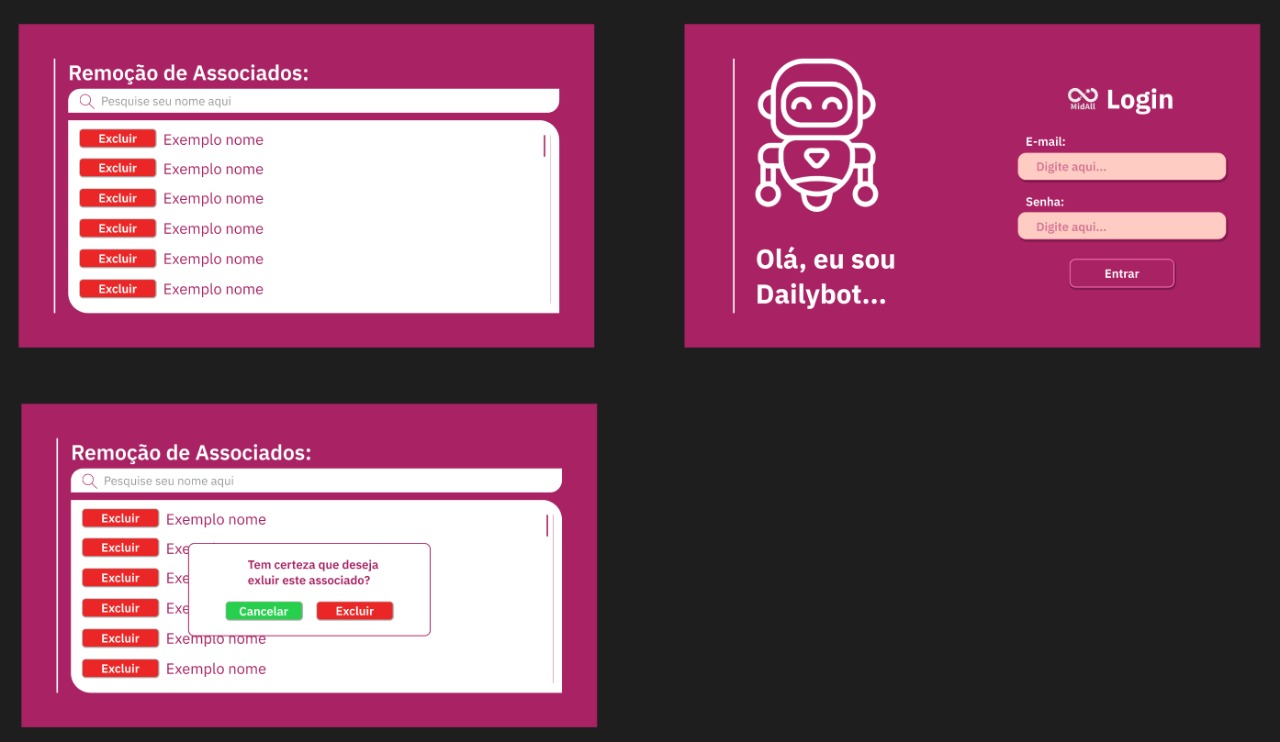 Remoção de Associados:
Pesquise seu nome aqui
Excluir Exemplo nome
Excluir Exemplo nome
Excluir Exemplo nome
Excluir Exemplo nome
Excluir Exemplo nome
Excluir Exemplo nome
Olá, eu sou
Dailybot...
MidAll Login
E-mail:
Digite aqui...
Senha:
Digite aqui...
Entrar
Remoção de Associados:
Pesquise seu nome aqui
Excluir Exemplo nome
Excluir Exe
Excluir Exe
Excluir Exe
Excluir Exemplo nome
Excluir Exemplo nome
Tem certeza que deseja
exluir este associado?
Cancelar Excluir